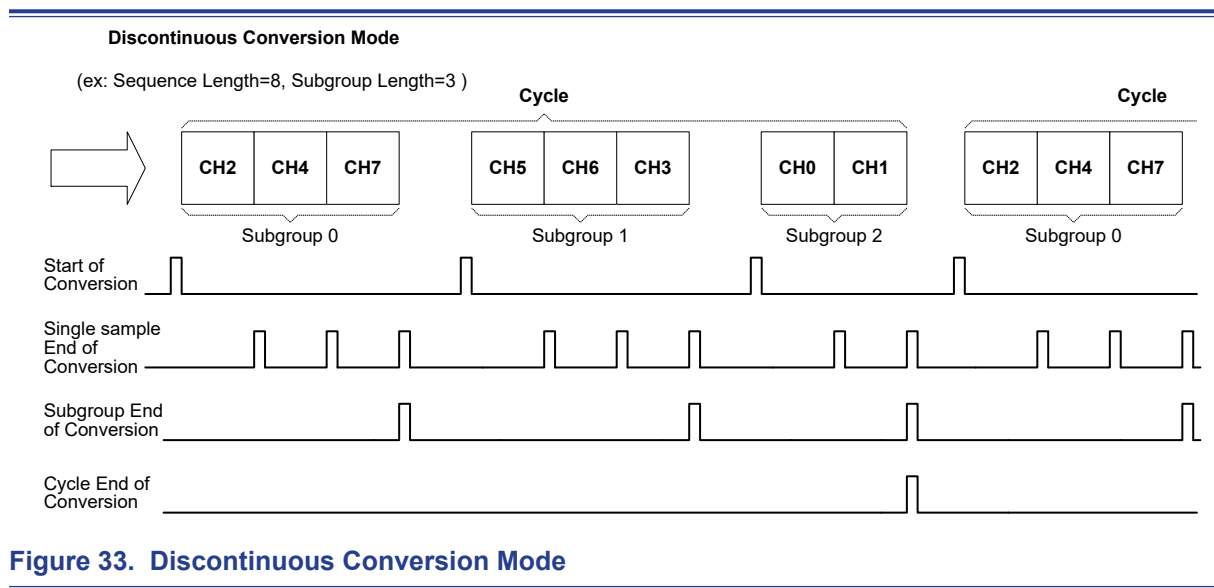 Discontinuous Conversion Mode
(ex: Sequence Length=8, Subgroup Length=3 )
Cycle
Cycle
CH2 CH4 CH7 CH5 CH6 CH3 CH0 CH1 CH2 CH4 CH7
Subgroup 0 Subgroup 1 Subgroup 2 Subgroup 0
Start of
Conversion
Single sample
End of
Conversion
Subgroup End
of Conversion
Cycle End of
Conversion
Figure 33. Discontinuous Conversion Mode